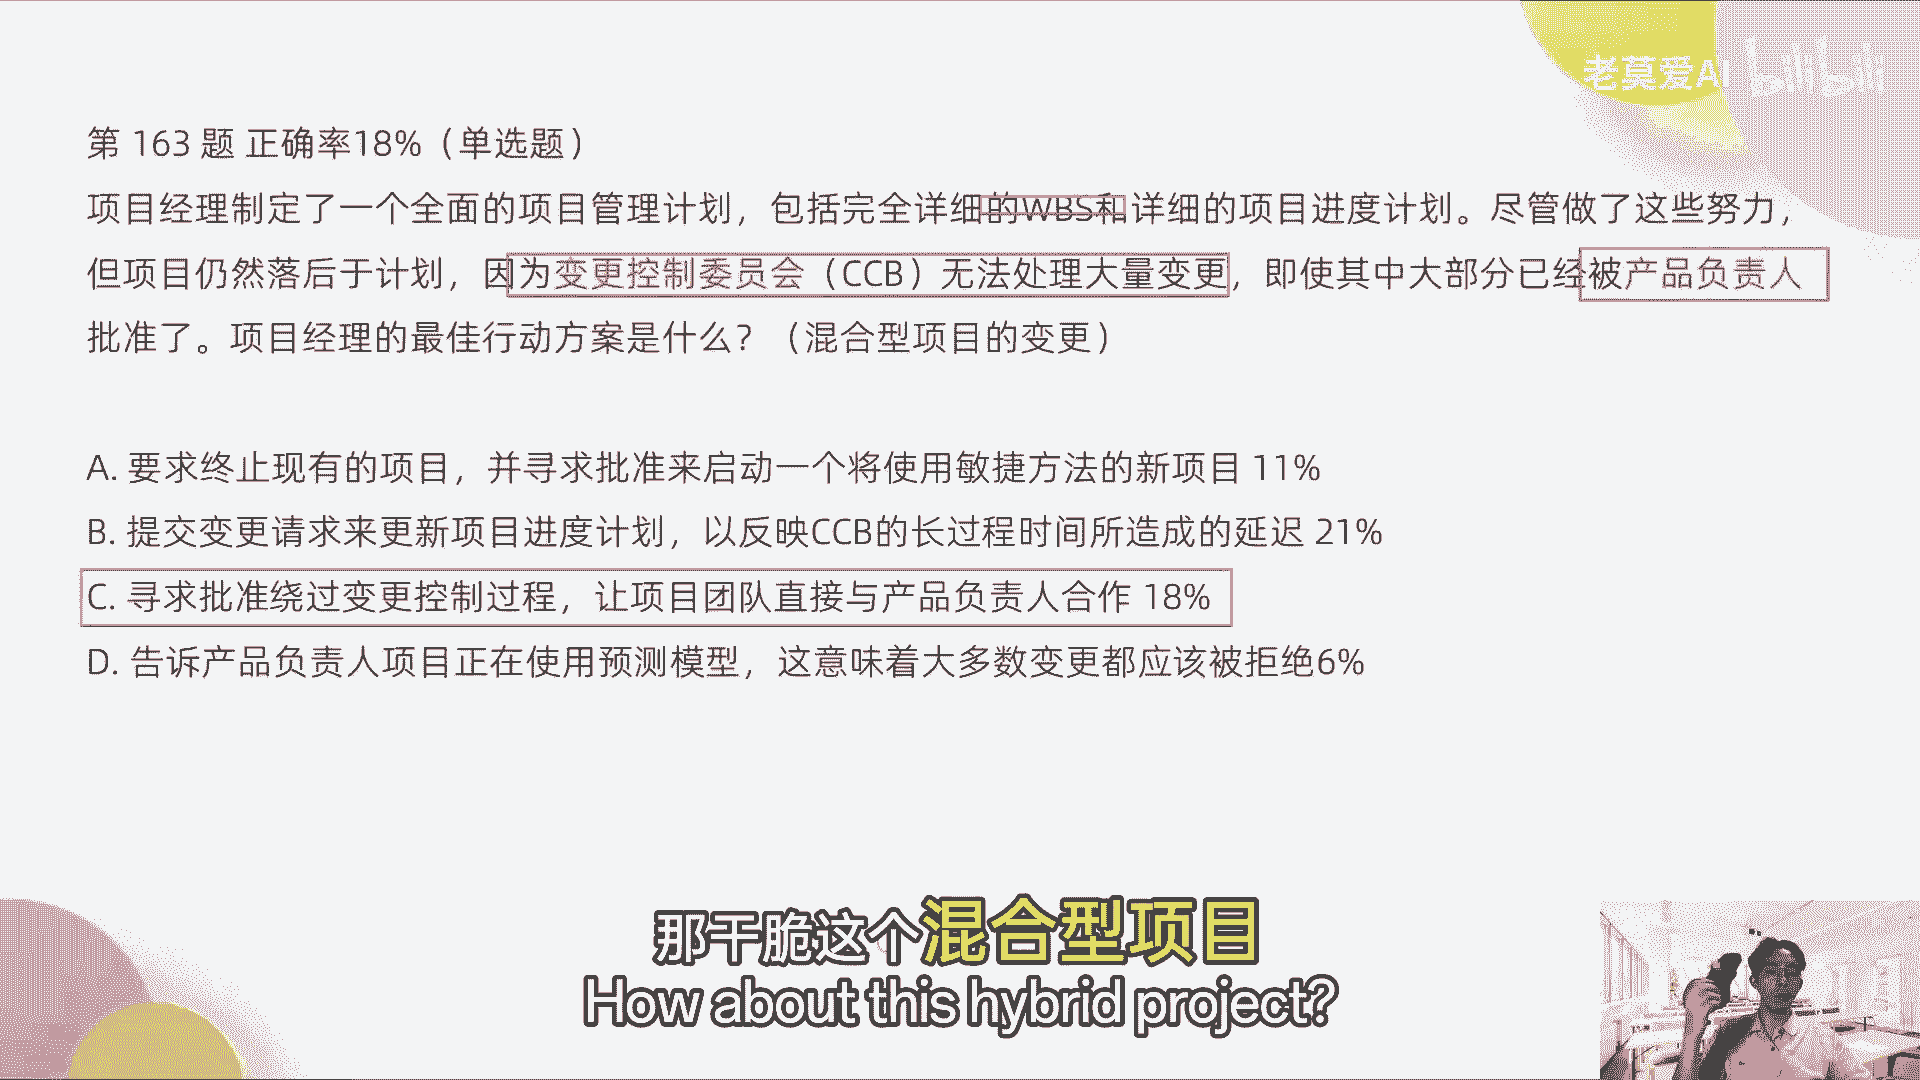 老莫爱AI bilibili
第 163 题 正确率18%（单选题）
项目经理制定了一个全面的项目管理计划，包括完全详细的WBS和详细的项目进度计划。尽管做了这些努力，
但项目仍然落后于计划，因为变更控制委员会（CCB）无法处理大量变更，即使其中大部分已经被产品负责人
批准了。项目经理的最佳行动方案是什么？（混合型项目的变更）
A. 要求终止现有的项目，并寻求批准来启动一个将使用敏捷方法的新项目 11%
B. 提交变更请求来更新项目进度计划，以反映CCB的长过程时间所造成的延迟 21%
C. 寻求批准绕过变更控制过程，让项目团队直接与产品负责人合作 18%
D. 告诉产品负责人项目正在使用预测模型，这意味着大多数变更都应该被拒绝6%
那干脆这个混合型项目
How about this hybrid project?